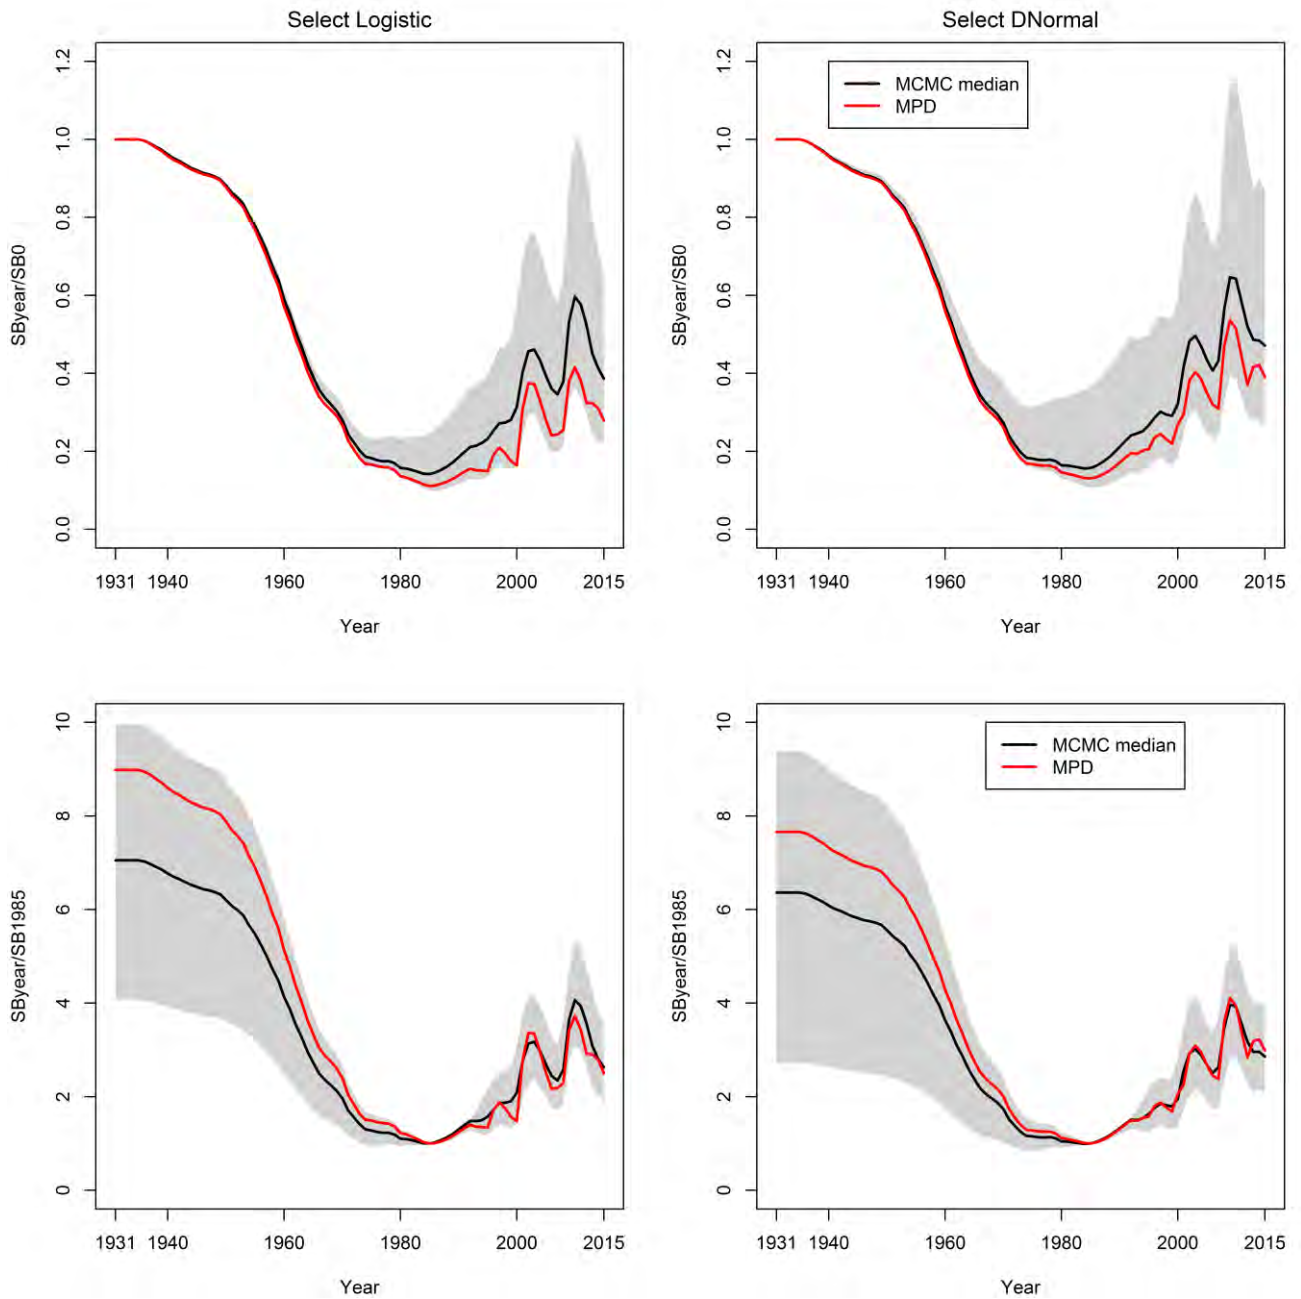 Select Logistic
SByear/SB0
0.0 0.2 0.4 0.6 0.8 1.0 1.2
1931 1940 1960 1980 2000 2015
Year
Select DNormal
MCMC median
MPD
SByear/SB0
0.0 0.2 0.4 0.6 0.8 1.0 1.2
1931 1940 1960 1980 2000 2015
Year
SByear/SB1985
0 2 4 6 8 10
1931 1940 1960 1980 2000 2015
Year
MCMC median
MPD
SByear/SB1985
0 2 4 6 8 10
1931 1940 1960 1980 2000 2015
Year